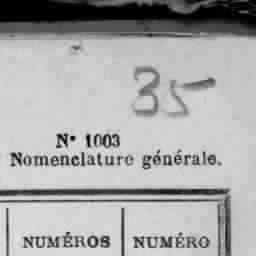 35
N° 1003
Nomenclature générale.
NUMÉROS NUMÉRO